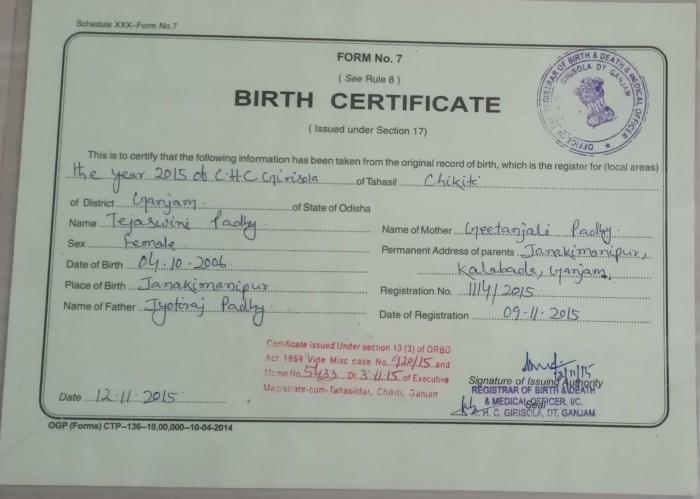 Schedule XXX–Form No. 7
FORM No. 7
( See Rule 8 )
BIRTH CERTIFICATE
( Issued under Section 17)
REGISTRAR OF BIRTH & DEATH & MEDICAL OFFICER
GIRISOLA DT GANJAM
This is to certify that the following information has been taken from the original record of birth, which is the register for (local areas)
the year 2015 of C.H.C. Girisola of Tahasil Chikiti
of District Ganjam of State of Odisha
Name Tejaswini Padhy
Sex Female
Date of Birth 04.10.2006
Place of Birth Janakimanipur
Name of Father Jyotiraj Padhy
Name of Mother Geetanjali Padhy
Permanent Address of parents Janakimanipur,
Kalabada, Ganjam.
Registration No. 1114/2015
Date of Registration 09-11-2015
Certificate issued Under section 13 (3) of ORBD
Act 1969 Vide Misc case No. 920/15 and
Memo No. 5433 Dt. 3.11.15 of Executive
Magistrate-cum-Tahasildar, Chikiti, Ganjam
Date 12.11.2015
12/11/15
Signature of Issuing Authority
REGISTRAR OF BIRTH & DEATH
Seal
& MEDICAL OFFICER, I/C.
H. C. GIRISOLA, DT. GANJAM
OGP (Forms) CTP–136–10,00,000–10-04-2014